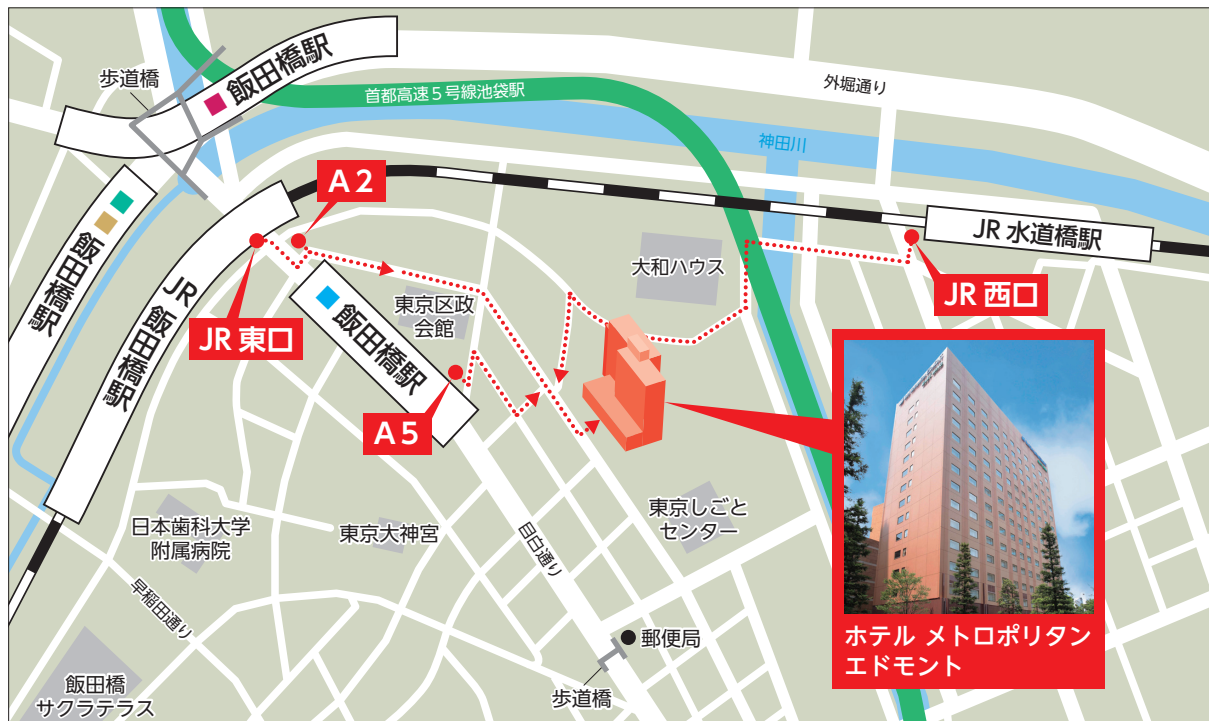 歩道橋
飯田橋駅
首都高速5号線池袋駅
外堀通り
神田川
A2
飯田橋駅
JR 飯田橋駅
JR 水道橋駅
大和ハウス
東京区政
会館
飯田橋駅
JR 東口
JR 西口
A5
東京しごと
センター
日本歯科大学
附属病院
東京大神宮
目白通り
早稲田通り
郵便局
歩道橋
飯田橋
サクラテラス
ホテル メトロポリタン
エドモント